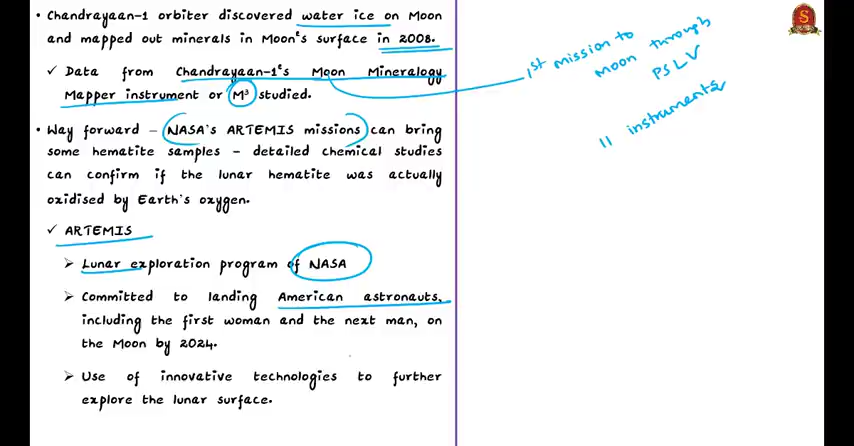 • Chandrayaan-1 orbiter discovered water ice on Moon
and mapped out minerals in Moon's surface in 2008.
✓ Data from Chandrayaan-1's Moon Mineralogy
Mapper instrument or M³ studied.
• Way forward – NASA's ARTEMIS missions can bring
some hematite samples – detailed chemical studies
can confirm if the lunar hematite was actually
oxidised by Earth's oxygen.
✓ ARTEMIS
➤ Lunar exploration program of NASA
➤ Committed to landing American astronauts,
including the first woman and the next man, on
the Moon by 2024.
➤ Use of innovative technologies to further
explore the lunar surface.
1st mission to
moon through
PSLV
11 instruments